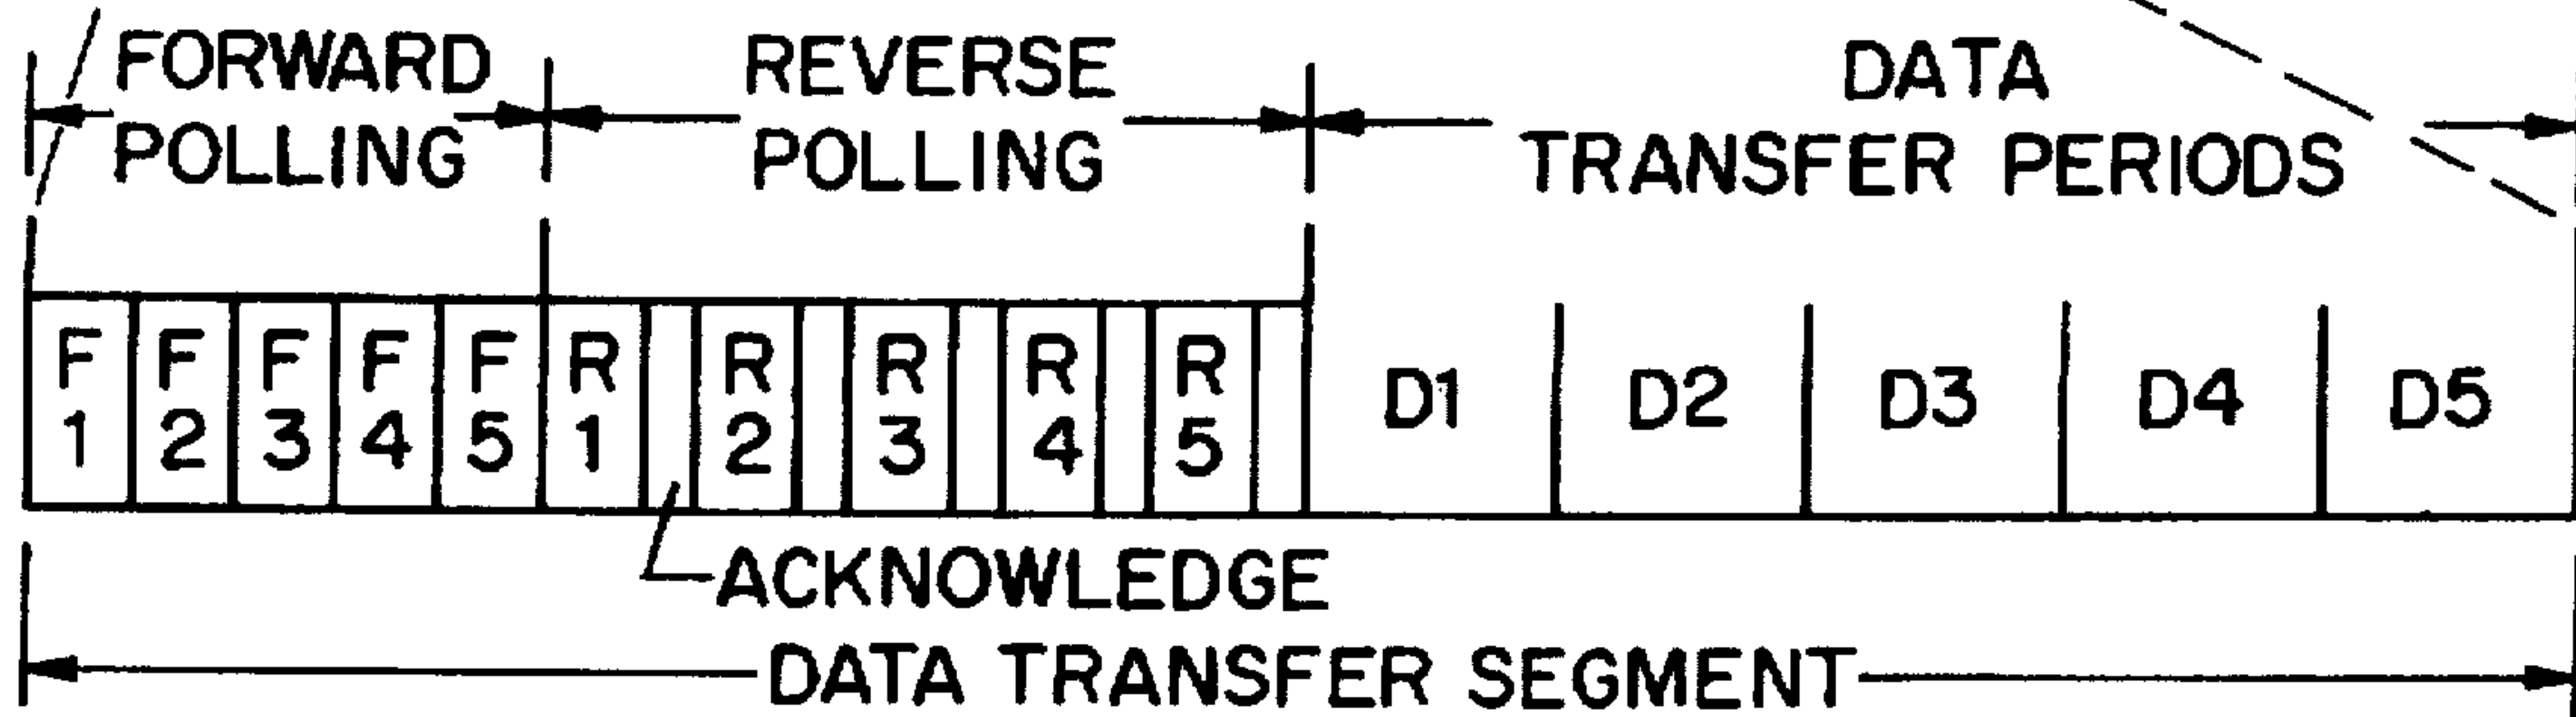 FORWARD
POLLING
REVERSE
POLLING
DATA
TRANSFER PERIODS
F 1
F 2
F 3
F 4
F 5
R 1
R 2
R 3
R 4
R 5
D1
D2
D3
D4
D5
ACKNOWLEDGE
DATA TRANSFER SEGMENT